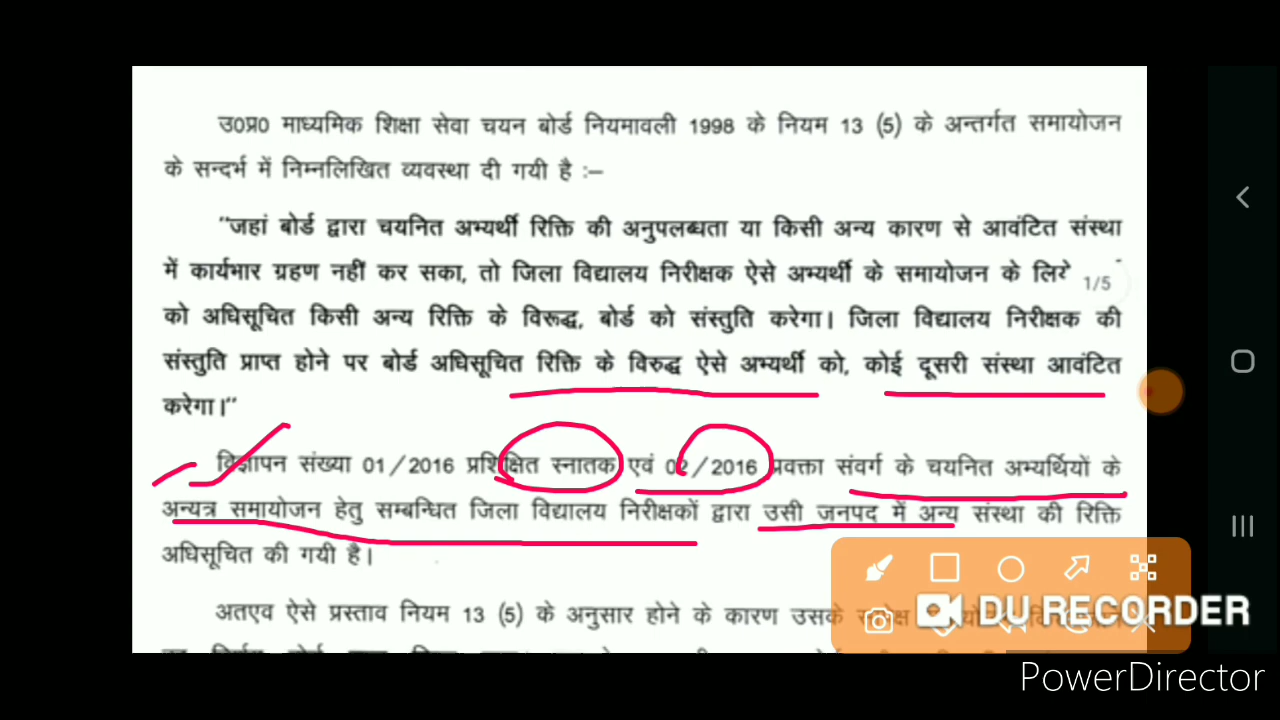 उ0प्र0 माध्यमिक शिक्षा सेवा चयन बोर्ड नियमावली 1998 के नियम 13 (5) के अन्तर्गत समायोजन
के सन्दर्भ में निम्नलिखित व्यवस्था दी गयी है :–
"जहां बोर्ड द्वारा चयनित अभ्यर्थी रिक्ति की अनुपलब्धता या किसी अन्य कारण से आवंटित संस्था
में कार्यभार ग्रहण नहीं कर सका, तो जिला विद्यालय निरीक्षक ऐसे अभ्यर्थी के समायोजन के
1/5
को अधिसूचित किसी अन्य रिक्ति के विरूद्ध, बोर्ड को संस्तुति करेगा। जिला विद्यालय निरीक्षक की
संस्तुति प्राप्त होने पर बोर्ड अधिसूचित रिक्ति के विरुद्ध ऐसे अभ्यर्थी को, कोई दूसरी संस्था आवंटित
करेगा।"
विज्ञापन संख्या 01/2016 प्रशिक्षित स्नातक एवं 02/2016 प्रवक्ता संवर्ग के चयनित अभ्यर्थियों के
अन्यत्र समायोजन हेतु सम्बन्धित जिला विद्यालय निरीक्षकों द्वारा उसी जनपद में अन्य संस्था की रिक्ति
अधिसूचित की गयी है।
अतएव ऐसे प्रस्ताव नियम 13 (5) के अनुसार होने के कारण उसके
DU RECORDER
PowerDirector